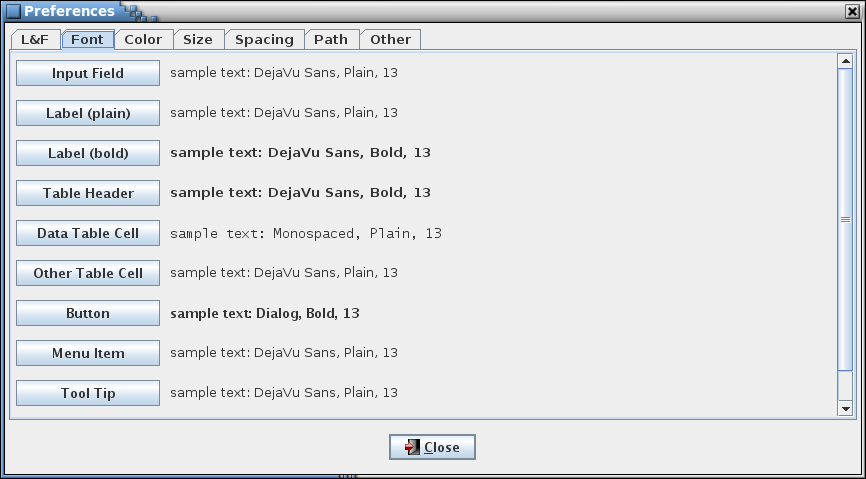 Preferences
L&F Font Color Size Spacing Path Other
Input Field sample text: DejaVu Sans, Plain, 13
Label (plain) sample text: DejaVu Sans, Plain, 13
Label (bold) sample text: DejaVu Sans, Bold, 13
Table Header sample text: DejaVu Sans, Bold, 13
Data Table Cell sample text: Monospaced, Plain, 13
Other Table Cell sample text: DejaVu Sans, Plain, 13
Button sample text: Dialog, Bold, 13
Menu Item sample text: DejaVu Sans, Plain, 13
Tool Tip sample text: DejaVu Sans, Plain, 13
Close